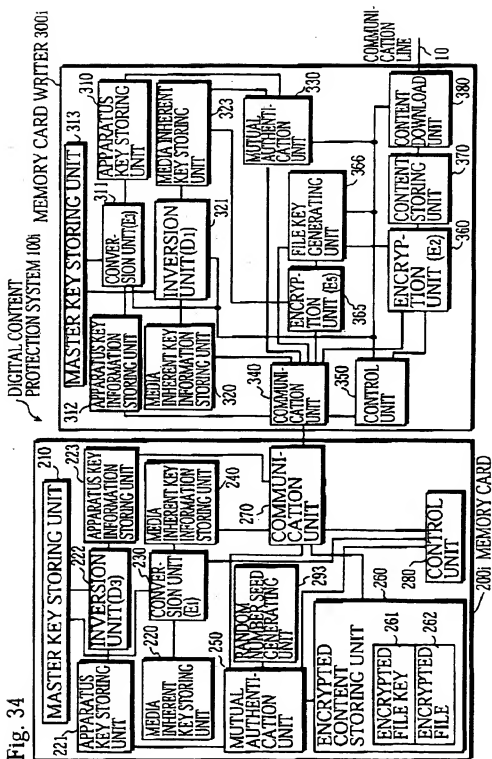 Fig. 34
DIGITAL CONTENT
PROTECTION SYSTEM 100i
MASTER KEY STORING UNIT
210
221
APPARATUS
KEY STORING
UNIT
222
INVERSION
UNIT(D3)
223
APPARATUS KEY
INFORMATION
STORING UNIT
220
MEDIA
INHERENT KEY
STORING UNIT
230
CONVER-
SION UNIT
(E1)
240
MEDIA
INHERENT KEY
INFORMATION
STORING UNIT
250
MUTUAL
AUTHENTI-
CATION UNIT
RANDOM
NUMBER SEED
GENERATING
UNIT
293
270
COMMUNI-
CATION
UNIT
260
ENCRYPTED
CONTENT
STORING UNIT
ENCRYPTED
FILE KEY
261
ENCRYPTED
FILE
262
280
CONTROL
UNIT
200i MEMORY CARD
MEMORY CARD WRITER 300i
MASTER KEY STORING UNIT
313
312
APPARATUS KEY
INFORMATION
STORING UNIT
311
CONVER-
SION
UNIT(E3)
310
APPARATUS
KEY STORING
UNIT
320
MEDIA
INHERENT KEY
INFORMATION
STORING UNIT
INVERSION
UNIT(D1)
321
MEDIA INHERENT
KEY STORING
UNIT
323
340
COMMUNI-
CATION
UNIT
MUTUAL
AUTHENTI-
CATION UNIT
330
350
CONTROL
UNIT
ENCRYP-
TION
UNIT (E5)
365
FILE KEY
GENERATING
UNIT
366
ENCRYP-
TION
UNIT (E2)
360
CONTENT
STORING
UNIT
370
CONTENT
DOWNLOAD
UNIT
380
COMMUNI-
CATION
LINE
10